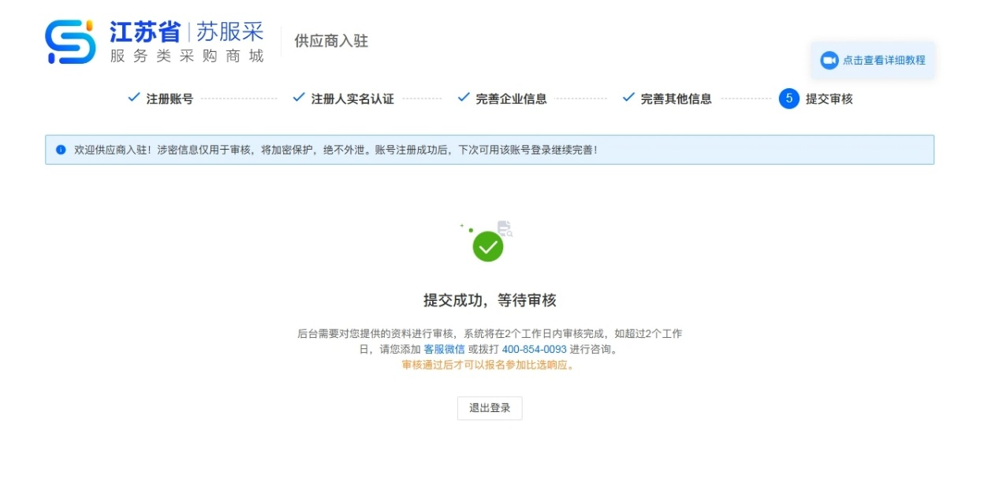 江苏省|苏服采
服务类采购商城
供应商入驻
点击查看详细教程
注册账号 注册人实名认证 完善企业信息 完善其他信息 5 提交审核
欢迎供应商入驻！涉密信息仅用于审核，将加密保护，绝不外泄。账号注册成功后，下次可用该账号登录继续完善！
提交成功，等待审核
后台需要对您提供的资料进行审核，系统将在2个工作日内审核完成，如超过2个工作
日，请您添加 客服微信 或拨打 400-854-0093 进行咨询。
审核通过后才可以报名参加比选响应。
退出登录